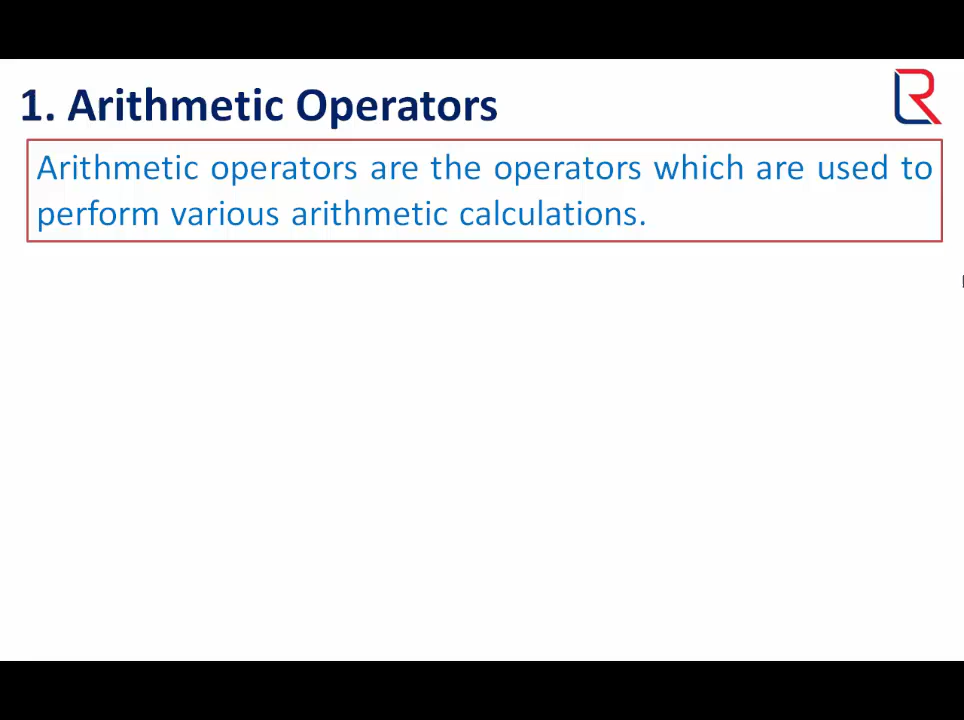 1. Arithmetic Operators
Arithmetic operators are the operators which are used to
perform various arithmetic calculations.